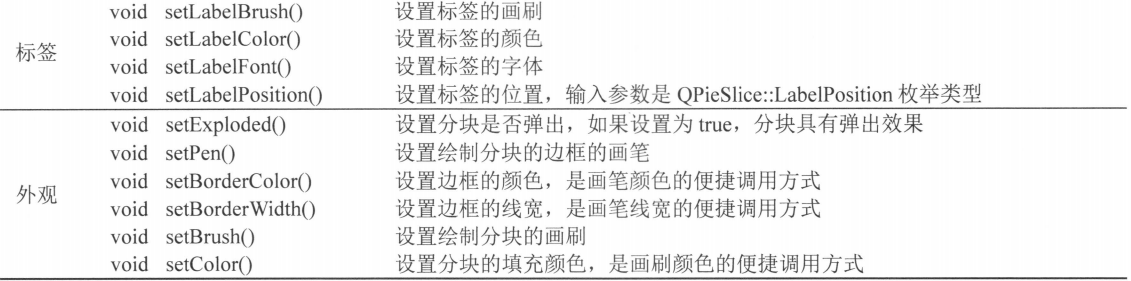 void setLabelBrush() 设置标签的画刷
标签 void setLabelColor() 设置标签的颜色
void setLabelFont() 设置标签的字体
void setLabelPosition() 设置标签的位置，输入参数是 QPieSlice::LabelPosition 枚举类型
void setExploded() 设置分块是否弹出，如果设置为 true，分块具有弹出效果
void setPen() 设置绘制分块的边框的画笔
外观 void setBorderColor() 设置边框的颜色，是画笔颜色的便捷调用方式
void setBorderWidth() 设置边框的线宽，是画笔线宽的便捷调用方式
void setBrush() 设置绘制分块的画刷
void setColor() 设置分块的填充颜色，是画刷颜色的便捷调用方式